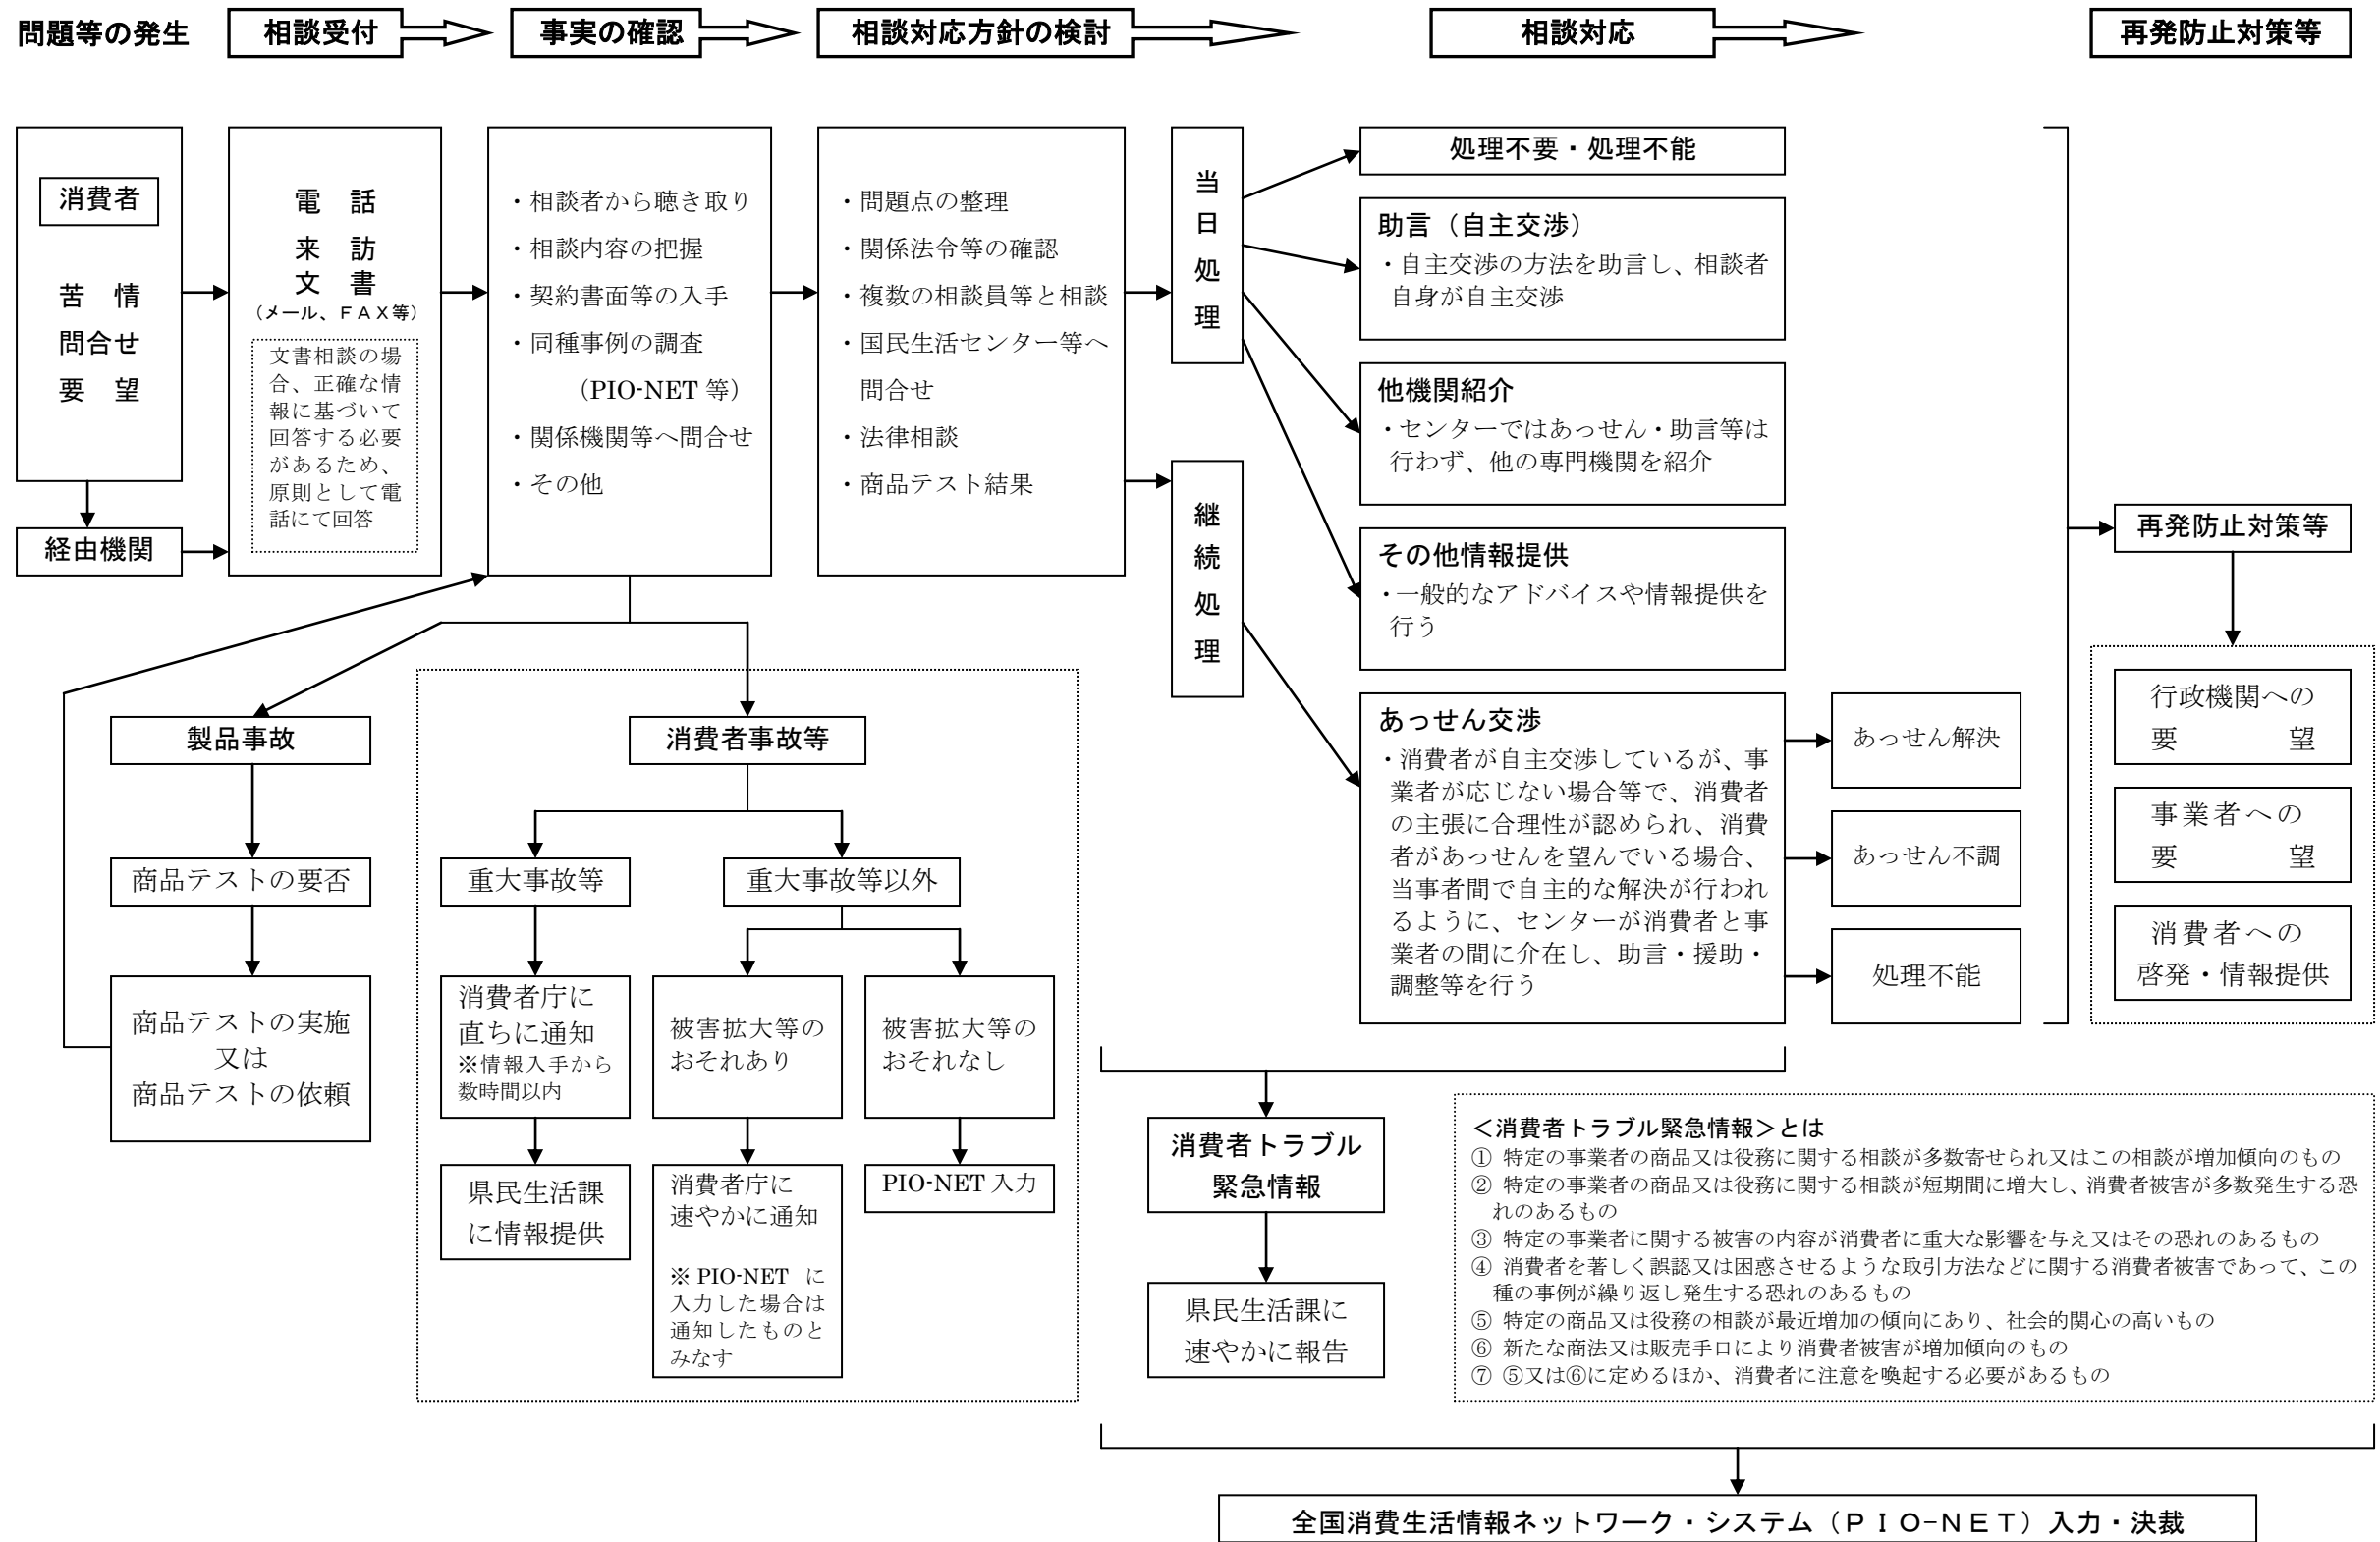 問題等の発生
相談受付
事実の確認
相談対応方針の検討
相談対応
再発防止対策等
消費者
苦　情
問合せ
要　望
経由機関
電　話
来　訪
文　書
（メール、ＦＡＸ等）
文書相談の場
合、正確な情
報に基づいて
回答する必要
があるため、
原則として電
話にて回答
・相談者から聴き取り
・相談内容の把握
・契約書面等の入手
・同種事例の調査
（PIO-NET 等）
・関係機関等へ問合せ
・その他
・問題点の整理
・関係法令等の確認
・複数の相談員等と相談
・国民生活センター等へ
問合せ
・法律相談
・商品テスト結果
当日処理
継続処理
処理不要・処理不能
助言（自主交渉）
・自主交渉の方法を助言し、相談者
自身が自主交渉
他機関紹介
・センターではあっせん・助言等は
行わず、他の専門機関を紹介
その他情報提供
・一般的なアドバイスや情報提供を
行う
あっせん交渉
・消費者が自主交渉しているが、事
業者が応じない場合等で、消費者
の主張に合理性が認められ、消費
者があっせんを望んでいる場合、
当事者間で自主的な解決が行われ
るように、センターが消費者と事
業者の間に介在し、助言・援助・
調整等を行う
あっせん解決
あっせん不調
処理不能
再発防止対策等
行政機関への
要　　　　望
事業者への
要　　　　望
消費者への
啓発・情報提供
製品事故
商品テストの要否
商品テストの実施
又は
商品テストの依頼
消費者事故等
重大事故等
重大事故等以外
消費者庁に
直ちに通知
※情報入手から
数時間以内
県民生活課
に情報提供
被害拡大等の
おそれあり
消費者庁に
速やかに通知
※ PIO-NET に
入力した場合は
通知したものと
みなす
被害拡大等の
おそれなし
PIO-NET 入力
消費者トラブル
緊急情報
県民生活課に
速やかに報告
＜消費者トラブル緊急情報＞とは
① 特定の事業者の商品又は役務に関する相談が多数寄せられ又はこの相談が増加傾向のもの
② 特定の事業者の商品又は役務に関する相談が短期間に増大し、消費者被害が多数発生する恐
れのあるもの
③ 特定の事業者に関する被害の内容が消費者に重大な影響を与え又はその恐れのあるもの
④ 消費者を著しく誤認又は困惑させるような取引方法などに関する消費者被害であって、この
種の事例が繰り返し発生する恐れのあるもの
⑤ 特定の商品又は役務の相談が最近増加の傾向にあり、社会的関心の高いもの
⑥ 新たな商法又は販売手口により消費者被害が増加傾向のもの
⑦ ⑤又は⑥に定めるほか、消費者に注意を喚起する必要があるもの
全国消費生活情報ネットワーク・システム（ＰＩＯ−ＮＥＴ）入力・決裁